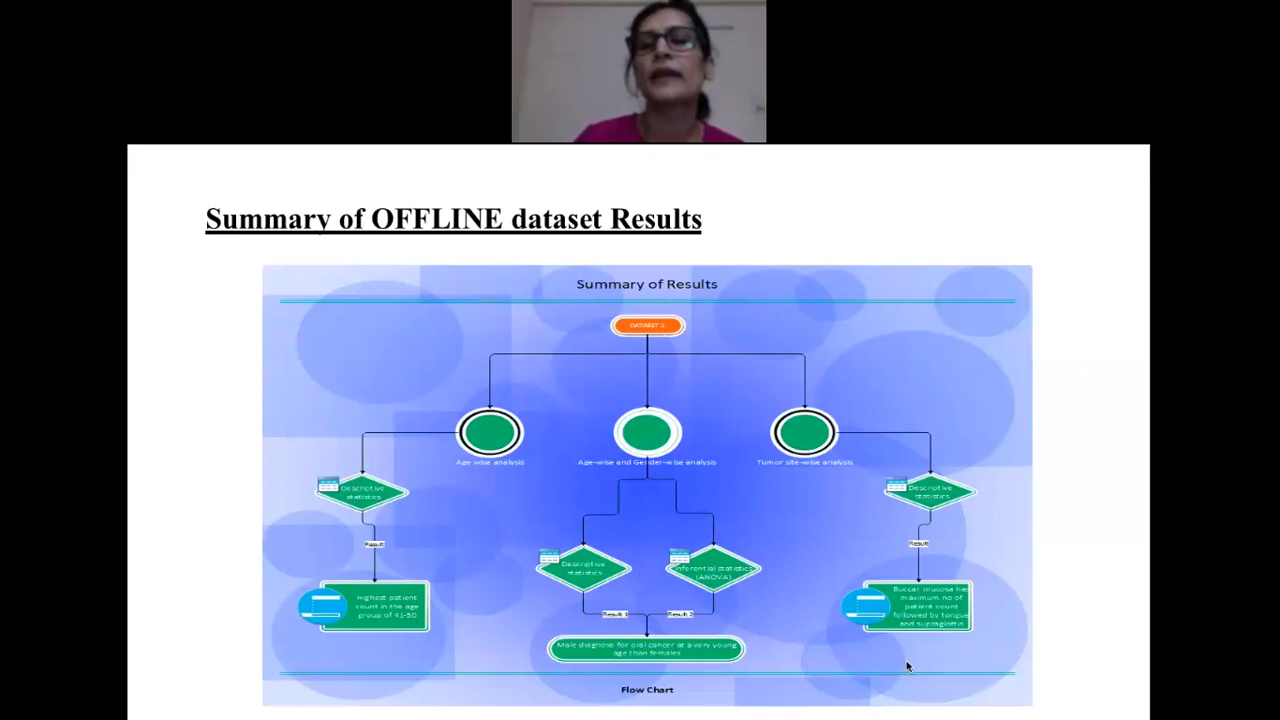 Summary of OFFLINE dataset Results
Summary of Results
Age wise analysis
Age-wise and Gender-wise analysis
Tumor site-wise analysis
Descriptive
statistics
Descriptive
statistics
Result
Result
Descriptive
statistics
Inferential statistics
(ANOVA)
Highest patient
count in the age
group of 41-50
Result 1
Result 2
Buccal mucosa has
maximum no of
patient count
followed by tongue
and supraglottis
Male diagnose for oral cancer at a very young
age than females
Flow Chart